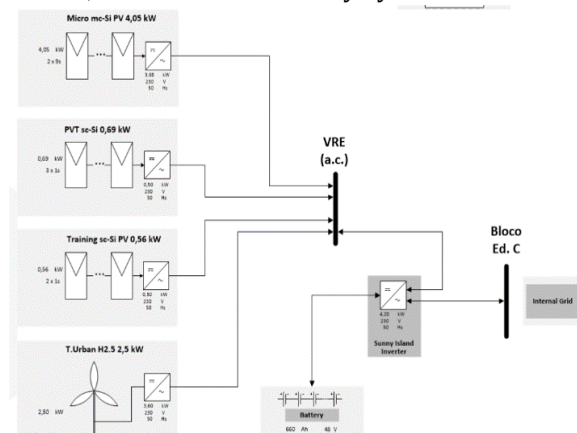 Micro mc-Si PV 4,05 kW
4,05 kW
2 x 9s
3,68 kW
230 V
50 Hz
PVT sc-Si 0,69 kW
0,69 kW
3 x 1s
0,50 kW
230 V
50 Hz
VRE
(a.c.)
Training sc-Si PV 0,56 kW
0,56 kW
2 x 1s
0,50 kW
230 V
50 Hz
Bloco
Ed. C
Internal Grid
4,20 kW
230 V
50 Hz
Sunny Island
Inverter
T.Urban H2.5 2,5 kW
2,50 kW
3,60 kW
230 V
50 Hz
Battery
660 Ah 48 V